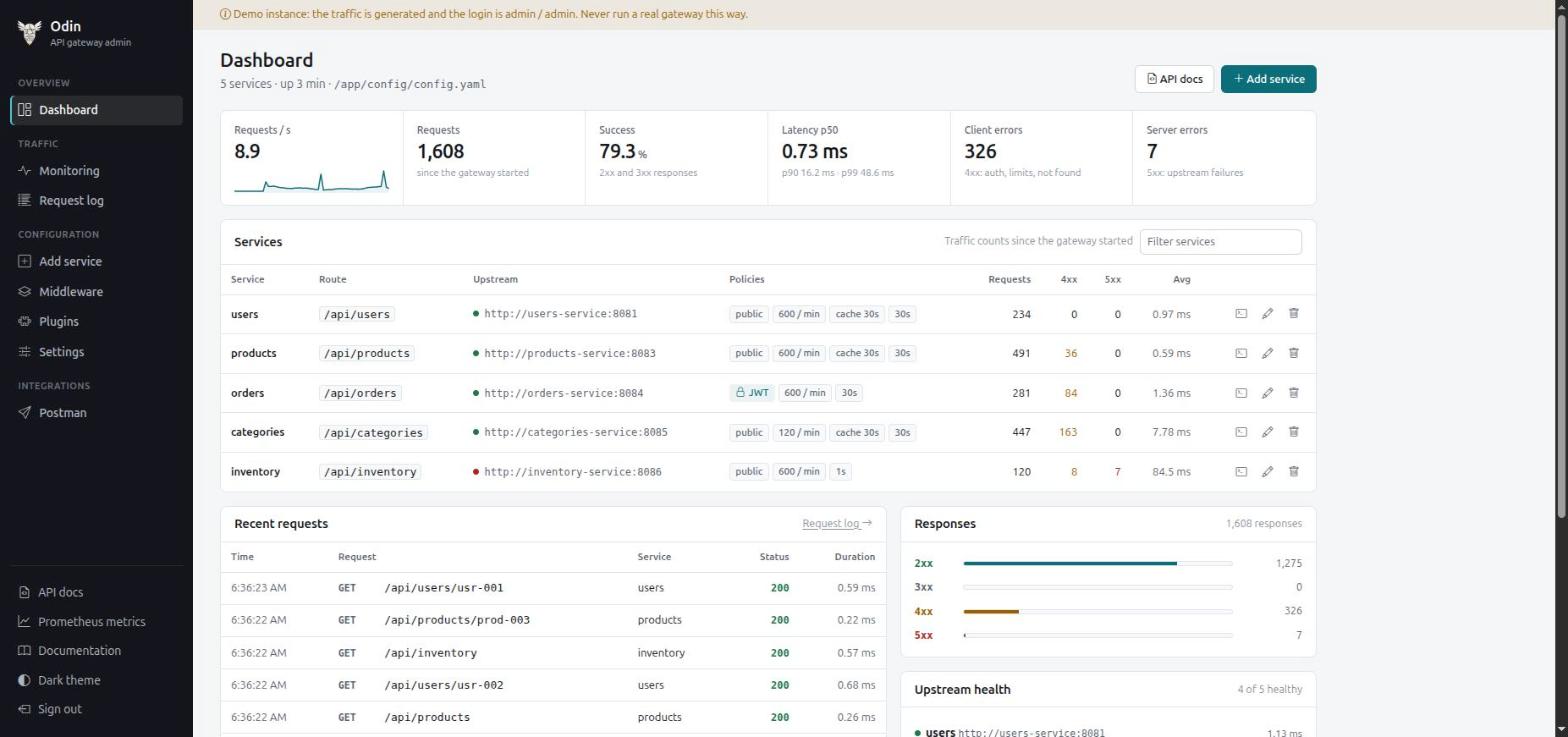 Odin
API gateway admin
OVERVIEW
Dashboard
TRAFFIC
Monitoring
Request log
CONFIGURATION
Add service
Middleware
Plugins
Settings
INTEGRATIONS
Postman
API docs
Prometheus metrics
Documentation
Dark theme
Sign out
Demo instance: the traffic is generated and the login is admin / admin. Never run a real gateway this way.
Dashboard
5 services · up 3 min · /app/config/config.yaml
API docs
+ Add service
Requests / s
8.9
Requests
1,608
since the gateway started
Success
79.3 %
2xx and 3xx responses
Latency p50
0.73 ms
p90 16.2 ms · p99 48.6 ms
Client errors
326
4xx: auth, limits, not found
Server errors
7
5xx: upstream failures
Services
Traffic counts since the gateway started
Filter services
Service Route Upstream Policies Requests 4xx 5xx Avg
users /api/users http://users-service:8081 public 600 / min cache 30s 30s 234 0 0 0.97 ms
products /api/products http://products-service:8083 public 600 / min cache 30s 30s 491 36 0 0.59 ms
orders /api/orders http://orders-service:8084 JWT 600 / min 30s 281 84 0 1.36 ms
categories /api/categories http://categories-service:8085 public 120 / min cache 30s 30s 447 163 0 7.78 ms
inventory /api/inventory http://inventory-service:8086 public 600 / min 1s 120 8 7 84.5 ms
Recent requests
Request log →
Time Request Service Status Duration
6:36:23 AM GET /api/users/usr-001 users 200 0.59 ms
6:36:22 AM GET /api/products/prod-003 products 200 0.22 ms
6:36:22 AM GET /api/inventory inventory 200 0.57 ms
6:36:22 AM GET /api/users/usr-002 users 200 0.68 ms
6:36:22 AM GET /api/products products 200 0.26 ms
Responses
1,608 responses
2xx 1,275
3xx 0
4xx 326
5xx 7
Upstream health
4 of 5 healthy
users http://users-service:8081 1.13 ms